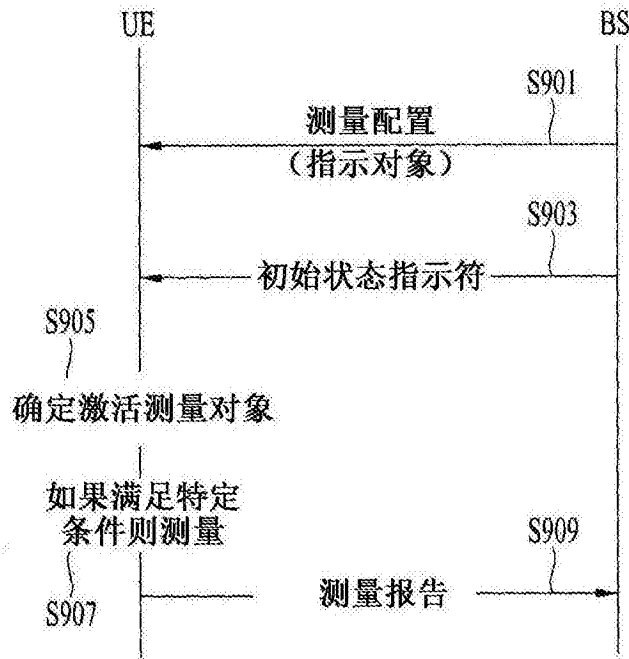 UE
BS
S901
测量配置
（指示对象）
S903
初始状态指示符
S905
确定激活测量对象
如果满足特定
条件则测量
S907
S909
测量报告